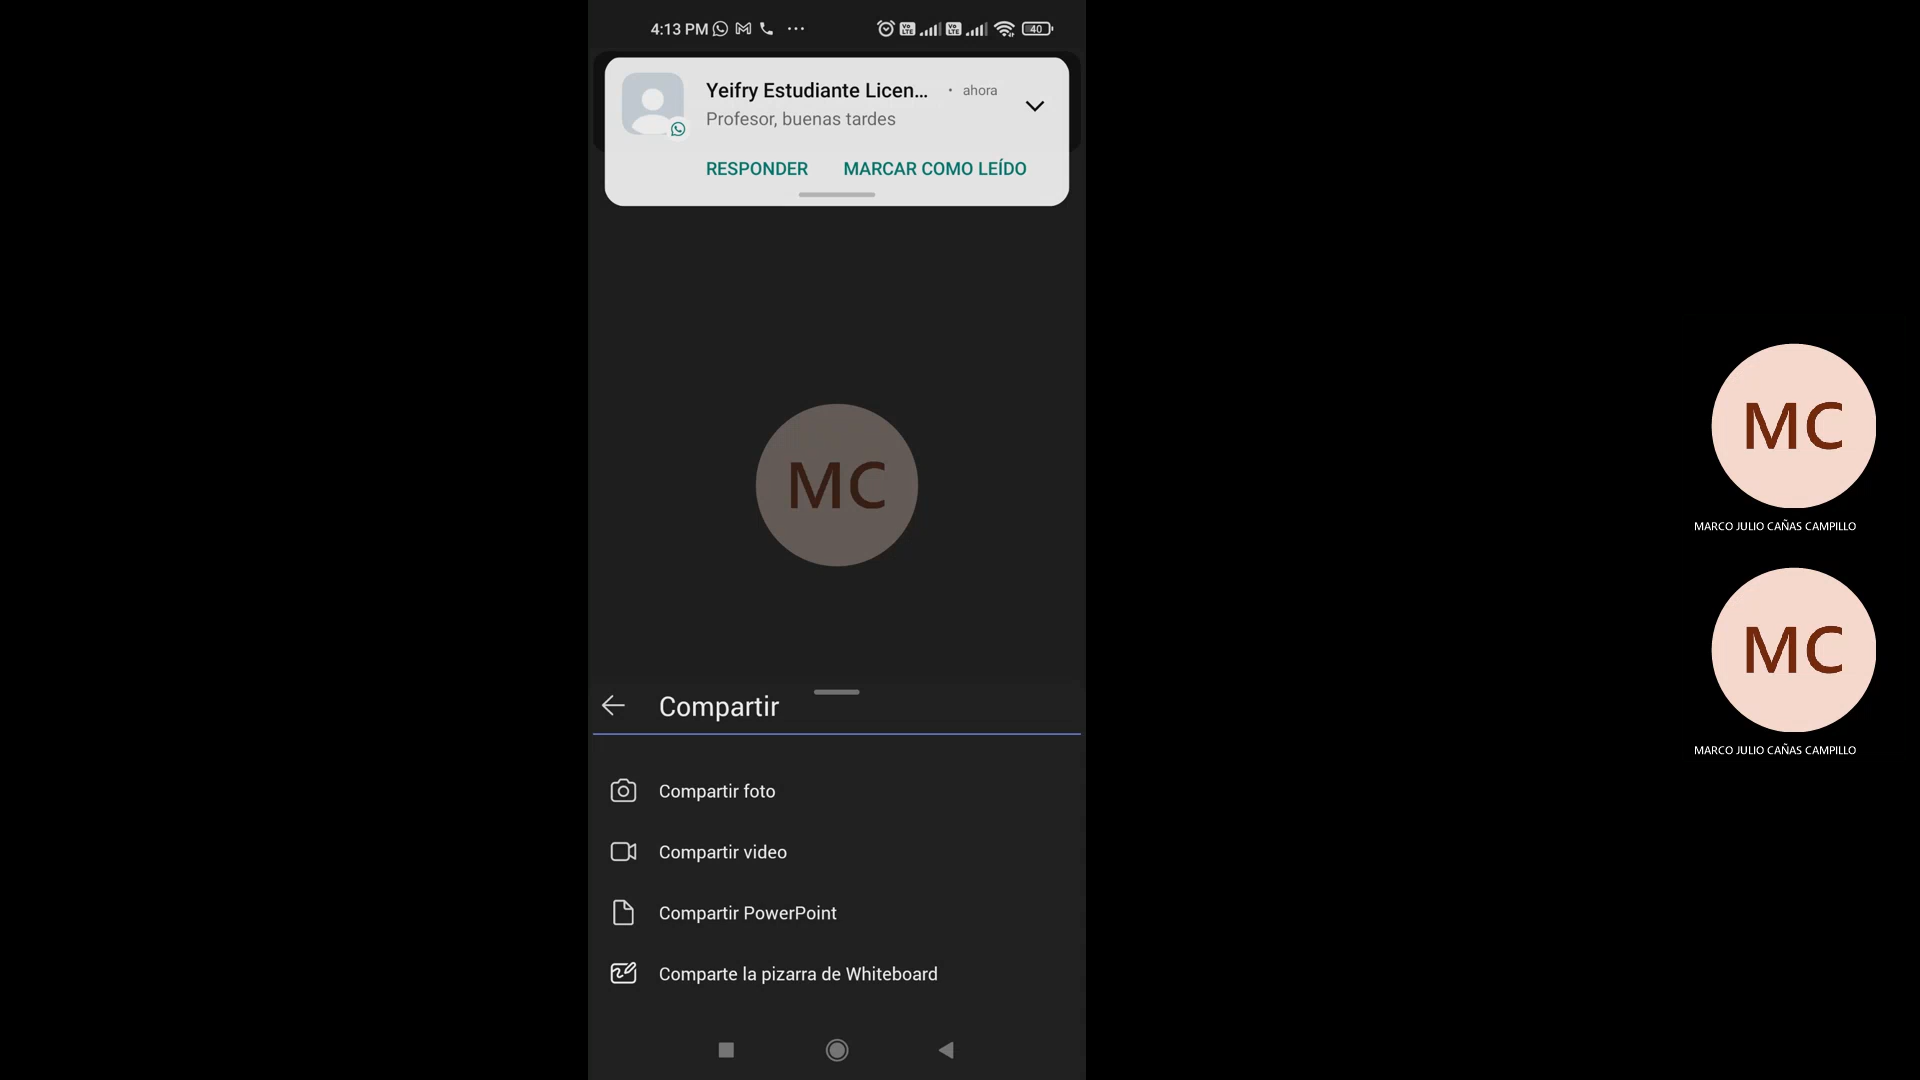 4:13 PM
40
Yeifry Estudiante Licen... • ahora
Profesor, buenas tardes
RESPONDER MARCAR COMO LEÍDO
MC
Compartir
Compartir foto
Compartir video
Compartir PowerPoint
Comparte la pizarra de Whiteboard
MC
MARCO JULIO CAÑAS CAMPILLO
MC
MARCO JULIO CAÑAS CAMPILLO